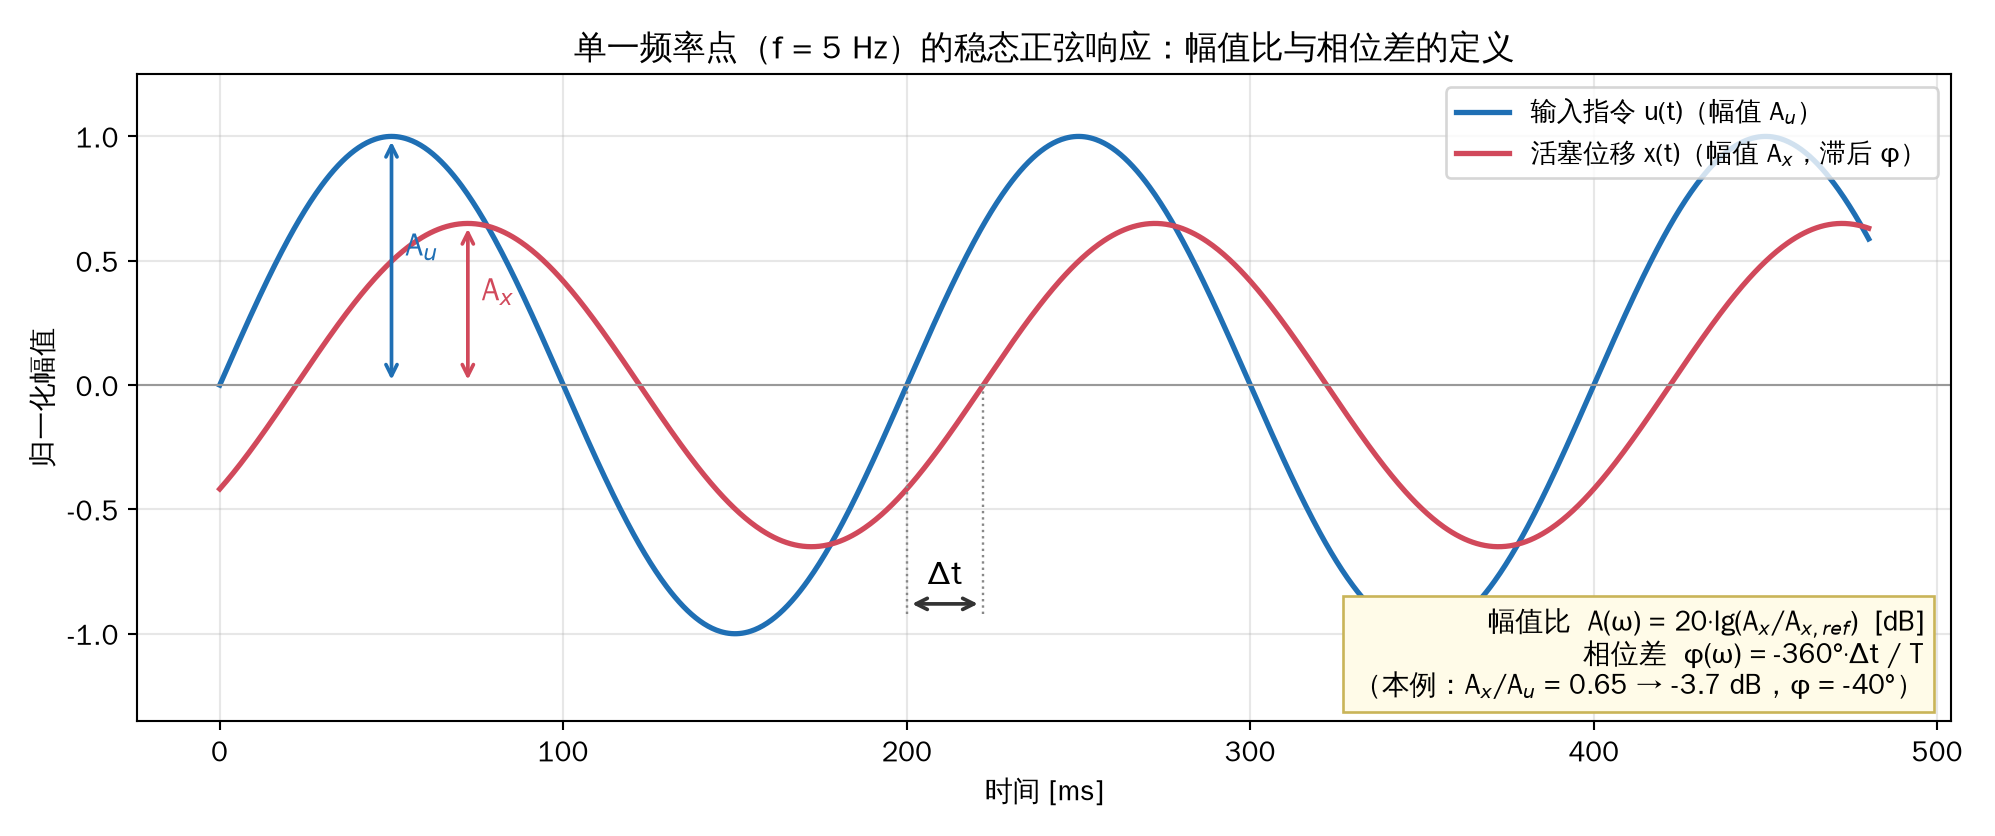 单一频率点（f = 5 Hz）的稳态正弦响应：幅值比与相位差的定义
输入指令 u(t)（幅值 Au）
活塞位移 x(t)（幅值 Ax，滞后 φ）
归一化幅值
1.0
0.5
0.0
-0.5
-1.0
Au
Ax
Δt
幅值比 A(ω) = 20·lg(Ax/Ax,ref) [dB]
相位差 φ(ω) = -360°·Δt / T
（本例：Ax/Au = 0.65 → -3.7 dB，φ = -40°）
0 100 200 300 400 500
时间 [ms]